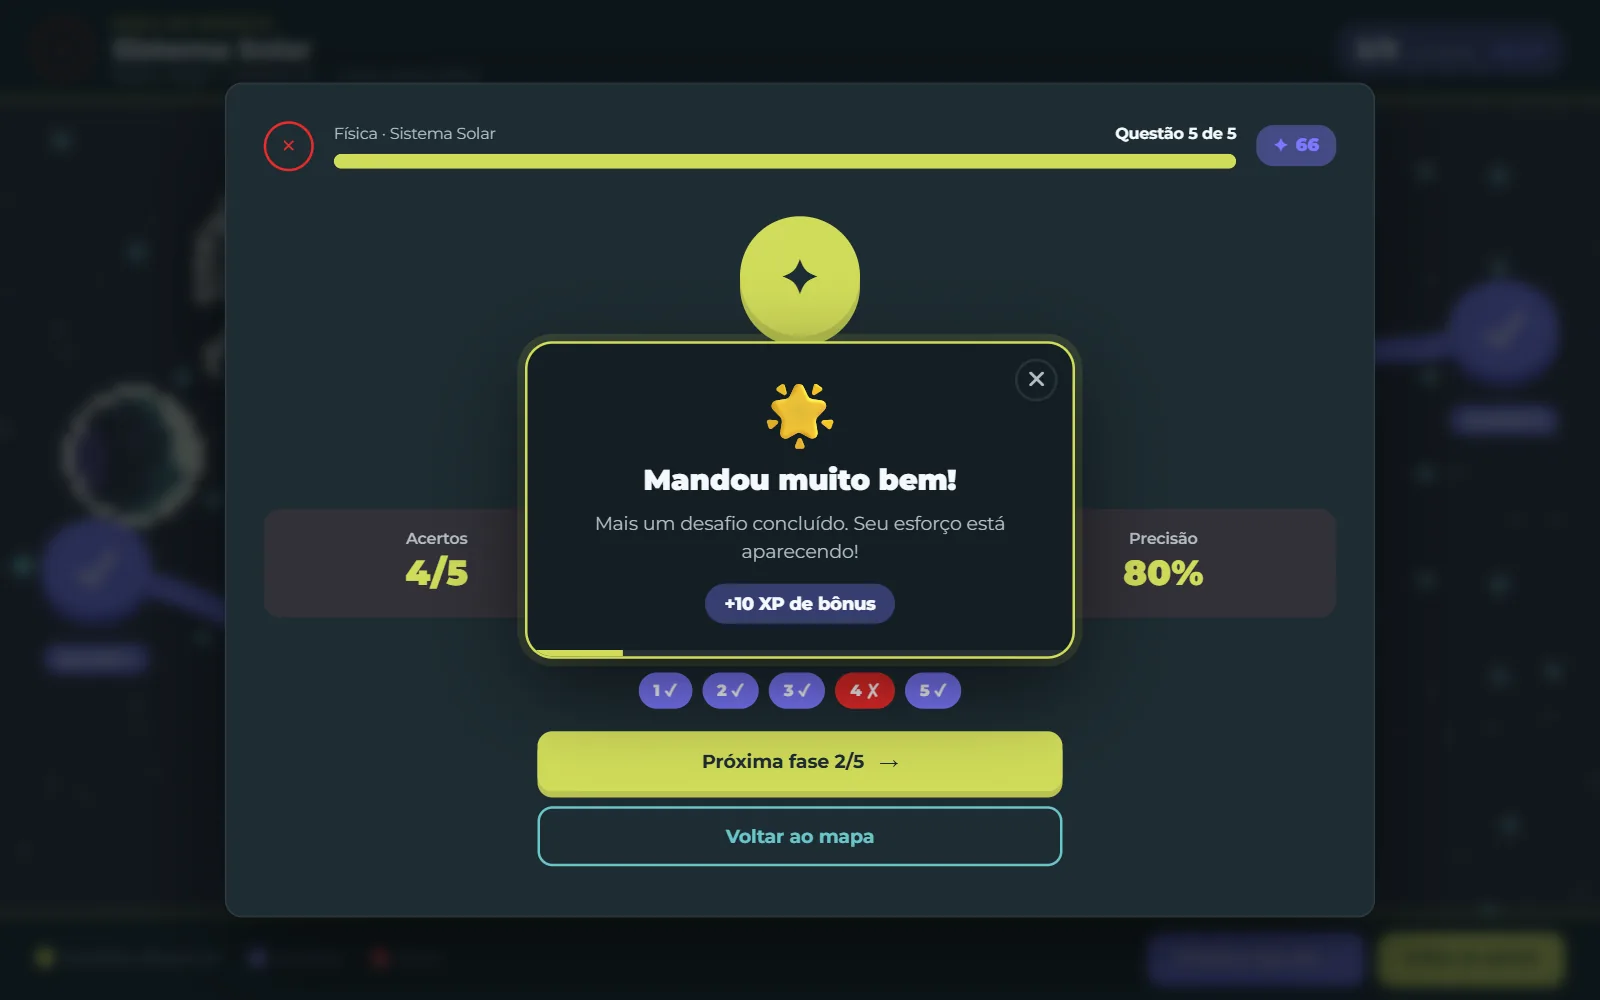 Sistema Solar
Física · Sistema Solar
Questão 5 de 5
✦ 66
Mandou muito bem!
Mais um desafio concluído. Seu esforço está
aparecendo!
+10 XP de bônus
Acertos
4/5
Precisão
80%
1 ✓ 2 ✓ 3 ✓ 4 ✗ 5 ✓
Próxima fase 2/5 →
Voltar ao mapa